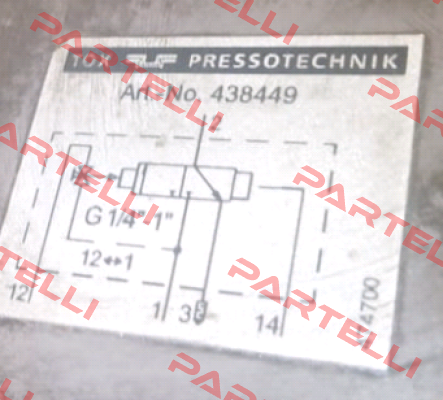 TOX PRESSOTECHNIK
Art.-No. 438449
2
G 1/4"-1"
12↔1
12
1
3
14
PARTELLI
PARTELLI
PARTELLI
PARTELLI
PARTELLI
PARTELLI
PARTELLI